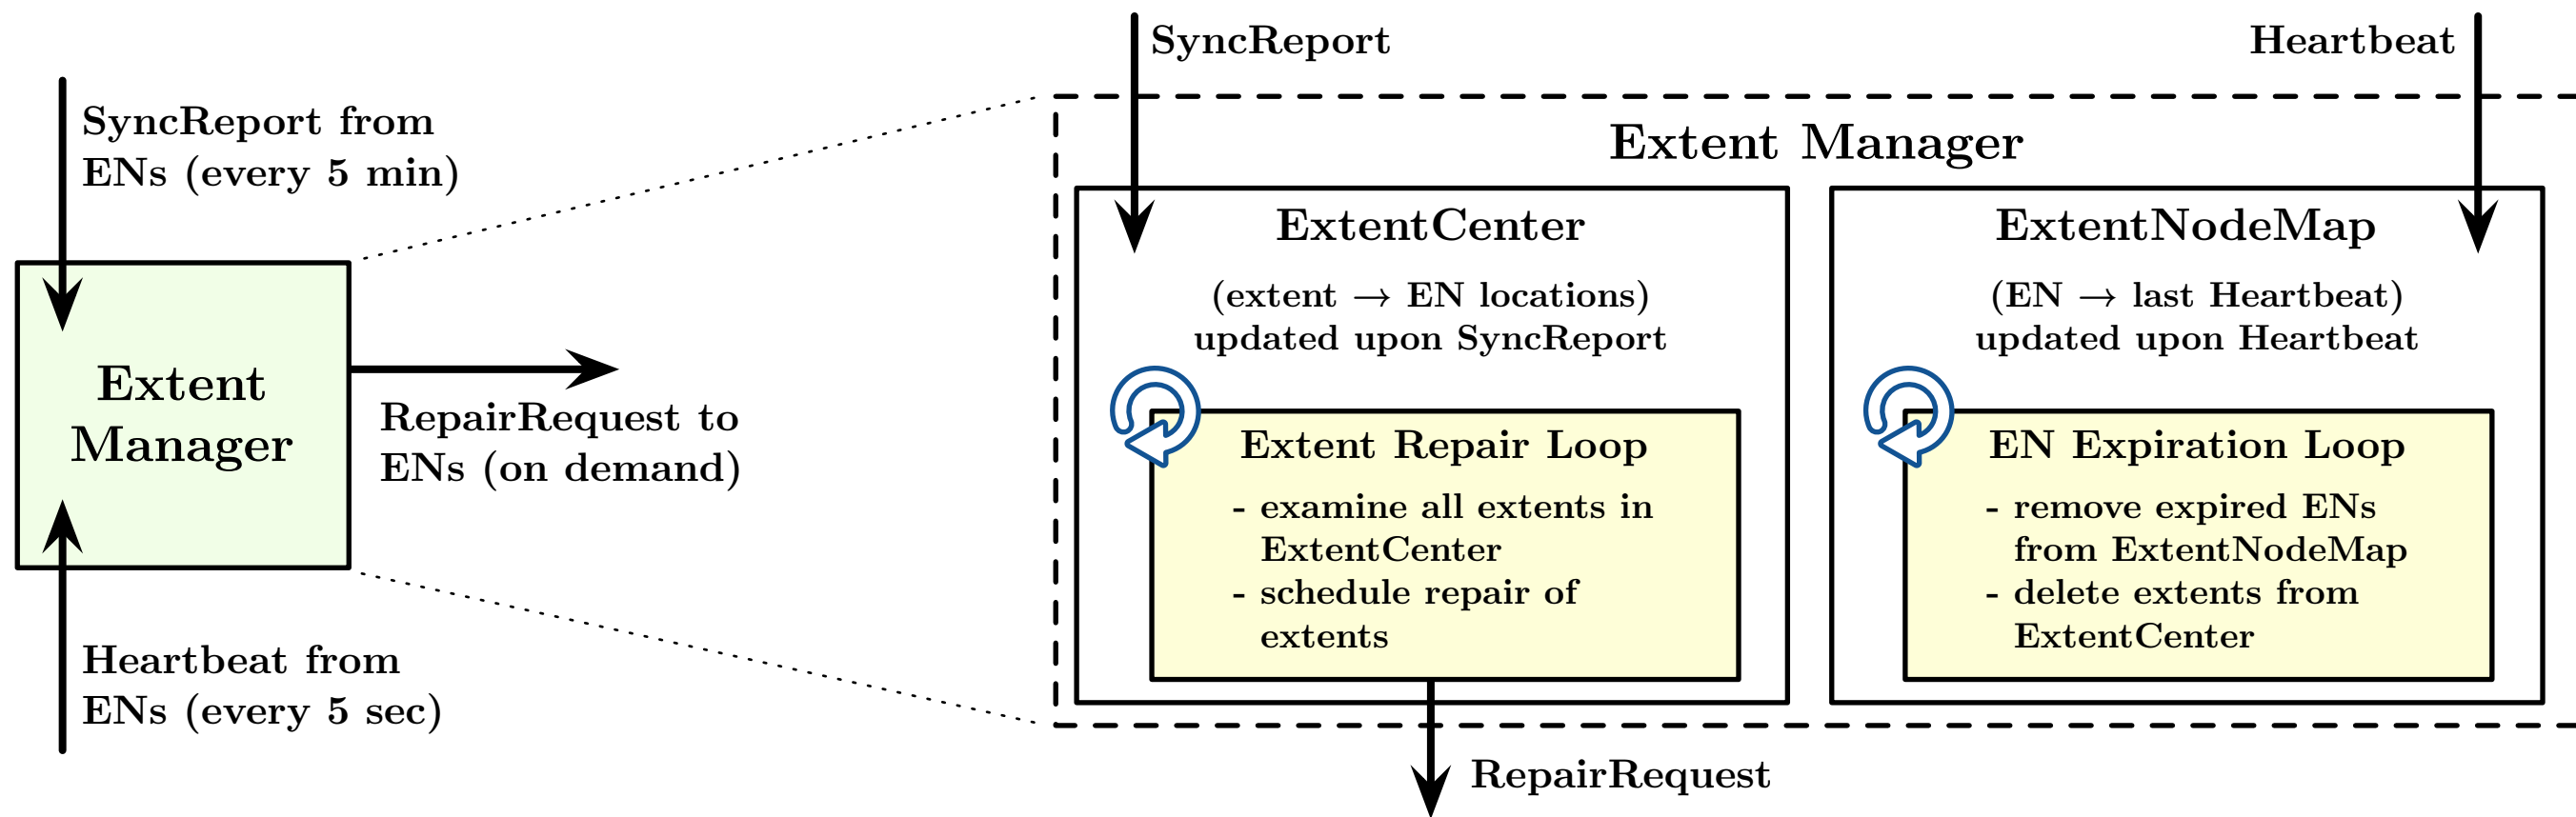 SyncReport from
ENs (every 5 min)
Extent
Manager
RepairRequest to
ENs (on demand)
Heartbeat from
ENs (every 5 sec)
SyncReport
Heartbeat
Extent Manager
ExtentCenter
(extent → EN locations)
updated upon SyncReport
Extent Repair Loop
- examine all extents in
ExtentCenter
- schedule repair of
extents
RepairRequest
ExtentNodeMap
(EN → last Heartbeat)
updated upon Heartbeat
EN Expiration Loop
- remove expired ENs
from ExtentNodeMap
- delete extents from
ExtentCenter